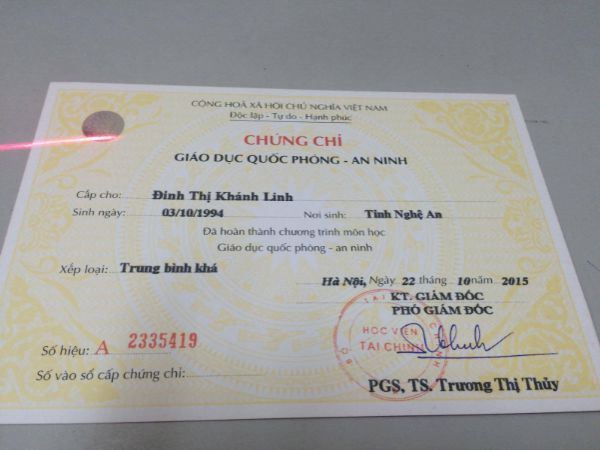 CỘNG HOÀ XÃ HỘI CHỦ NGHĨA VIỆT NAM
Độc lập - Tự do - Hạnh phúc
CHỨNG CHỈ
GIÁO DỤC QUỐC PHÒNG - AN NINH
Cấp cho: Đinh Thị Khánh Linh
Sinh ngày: 03/10/1994 Nơi sinh: Tỉnh Nghệ An
Đã hoàn thành chương trình môn học
Giáo dục quốc phòng - an ninh
Xếp loại: Trung bình khá
Hà Nội, Ngày 22 tháng 10 năm 2015
KT. GIÁM ĐỐC
PHÓ GIÁM ĐỐC
HỌC VIỆN
TÀI CHÍNH
Số hiệu: A 2335419
Số vào sổ cấp chứng chỉ:
PGS, TS. Trương Thị Thủy